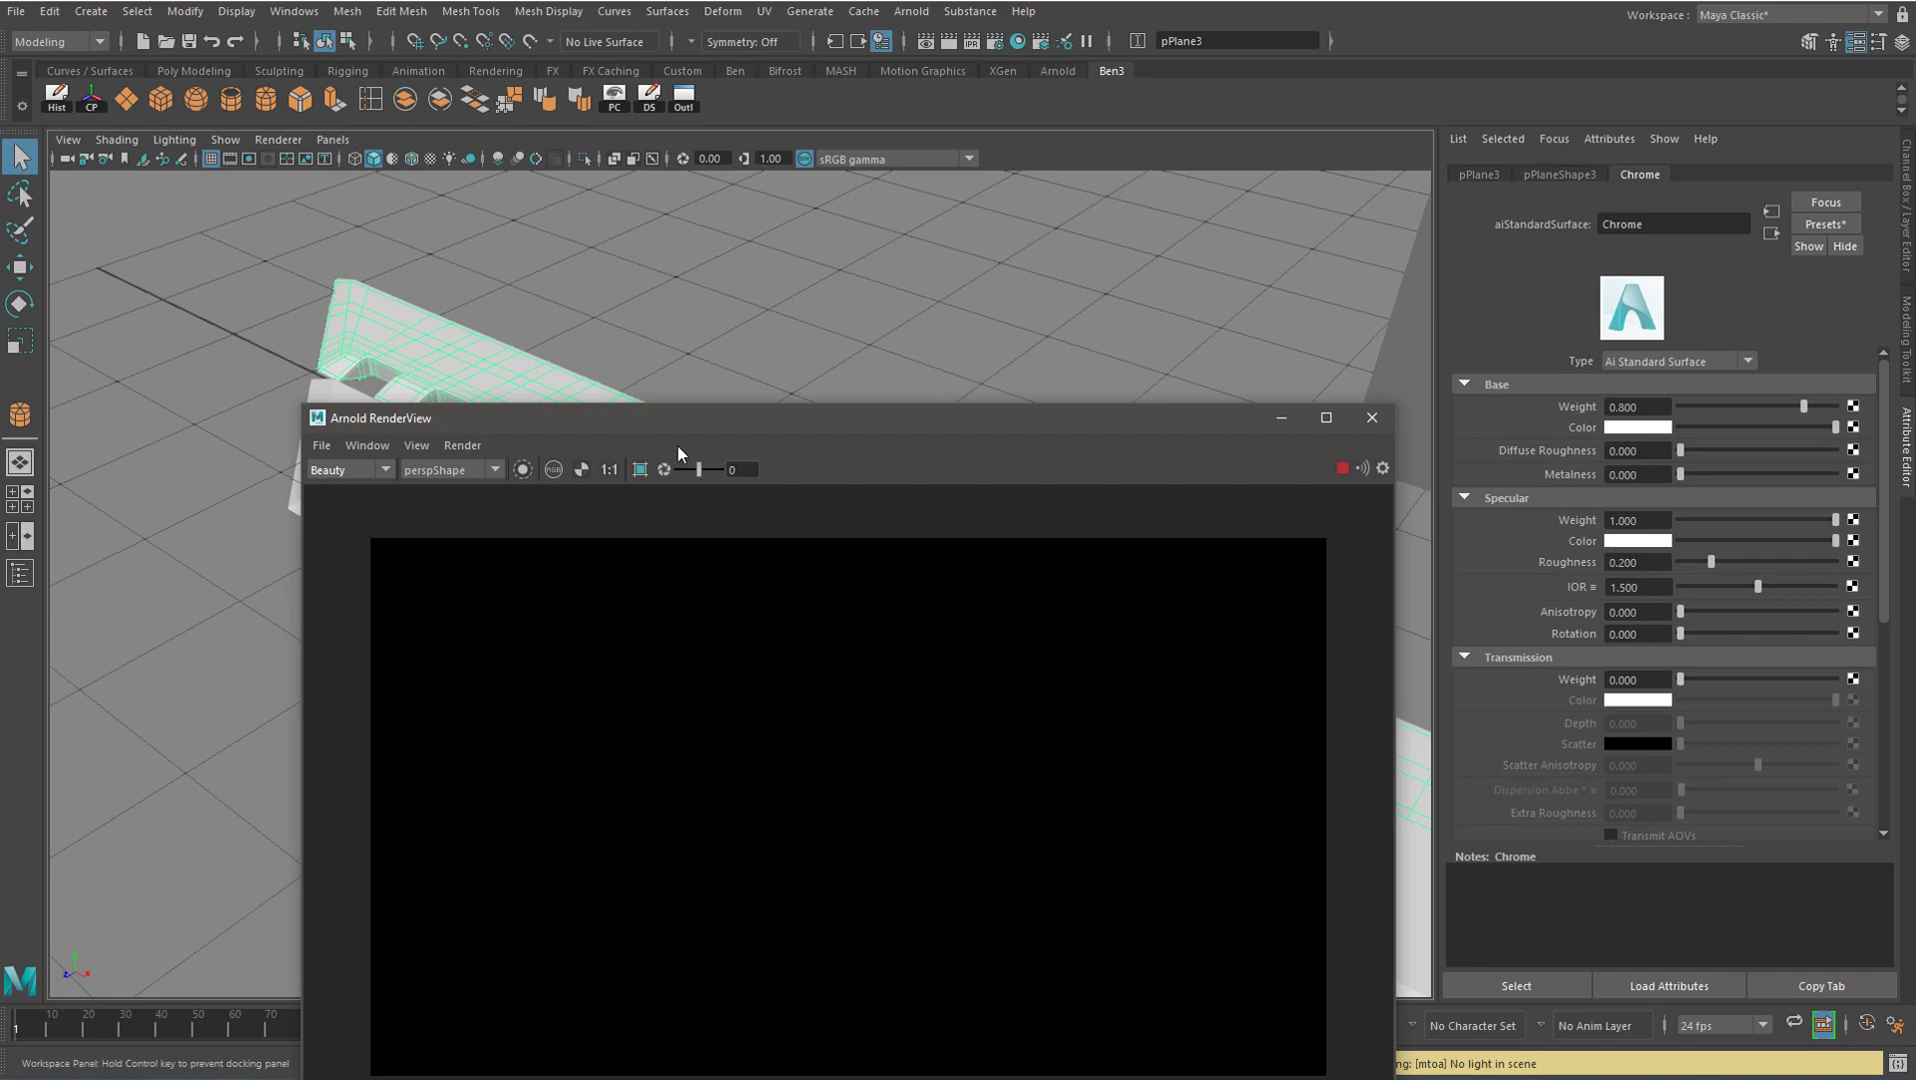 File Edit Create Select Modify Display Windows Mesh Edit Mesh Mesh Tools Mesh Display Curves Surfaces Deform UV Generate Cache Arnold Substance Help
Workspace : Maya Classic*
Modeling No Live Surface Symmetry: Off IPR pPlane3
Curves / Surfaces Poly Modeling Sculpting Rigging Animation Rendering FX FX Caching Custom Ben Bifrost MASH Motion Graphics XGen Arnold Ben3
Hist CP PC DS Outl
View Shading Lighting Show Renderer Panels
0.00 1.00 sRGB gamma
List Selected Focus Attributes Show Help
pPlane3 pPlaneShape3 Chrome
Focus
aiStandardSurface: Chrome
Presets*
Show Hide
Type Ai Standard Surface
Base
Weight 0.800
Color
Diffuse Roughness 0.000
Metalness 0.000
Specular
Weight 1.000
Color
Roughness 0.200
IOR 1.500
Anisotropy 0.000
Rotation 0.000
Transmission
Weight 0.000
Color
Depth 0.000
Scatter
Scatter Anisotropy 0.000
Dispersion Abbe * 0.000
Extra Roughness 0.000
Transmit AOVs
Notes: Chrome
Select Load Attributes Copy Tab
Channel Box / Layer Editor
Modeling Toolkit
Attribute Editor
Arnold RenderView
File Window View Render
Beauty perspShape RGB 1:1 0
y
z x
1 10 20 30 40 50 60 70
No Character Set No Anim Layer 24 fps
Workspace Panel: Hold Control key to prevent docking panel
ng: [mtoa] No light in scene